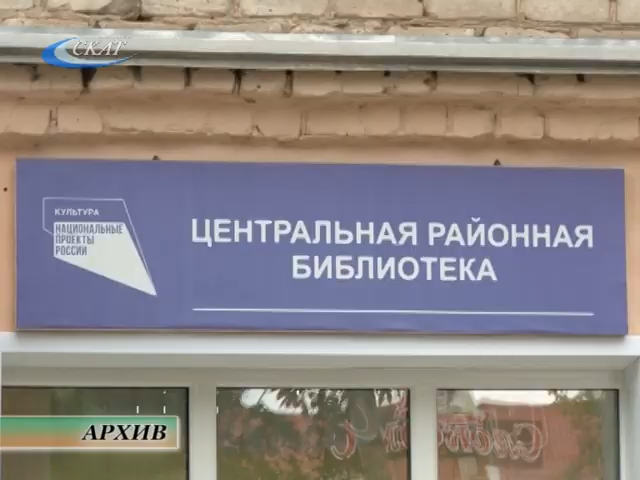 СКАТ
КУЛЬТУРА
НАЦИОНАЛЬНЫЕ
ПРОЕКТЫ
РОССИИ
ЦЕНТРАЛЬНАЯ РАЙОННАЯ
БИБЛИОТЕКА
АРХИВ